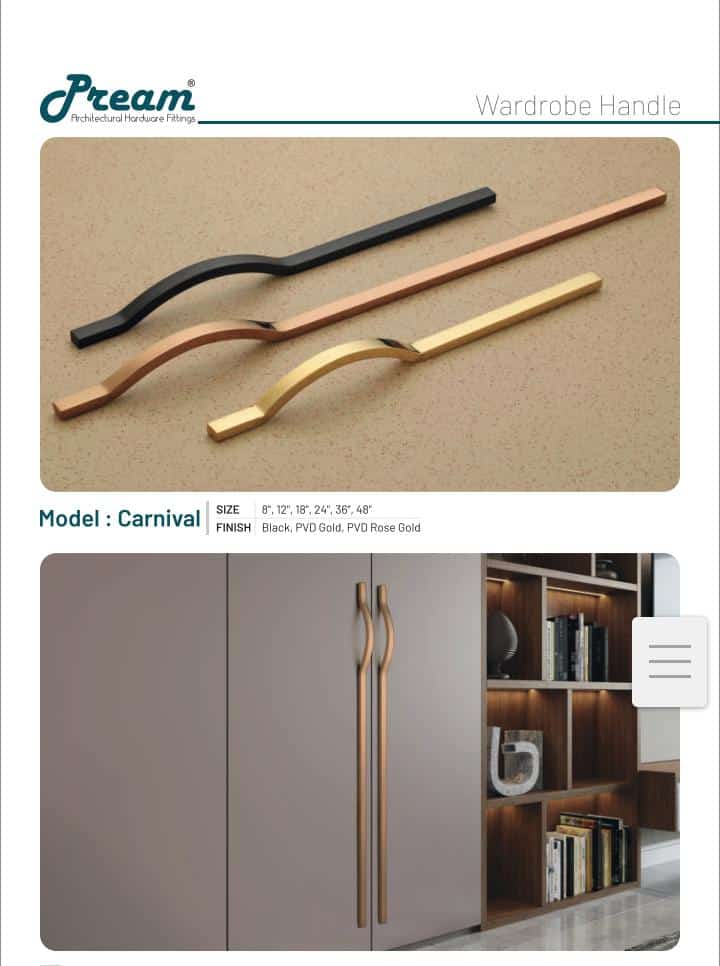 Pream®
Architectural Hardware Fittings
Wardrobe Handle
Model : Carnival
SIZE 8", 12", 18", 24", 36", 48"
FINISH Black, PVD Gold, PVD Rose Gold